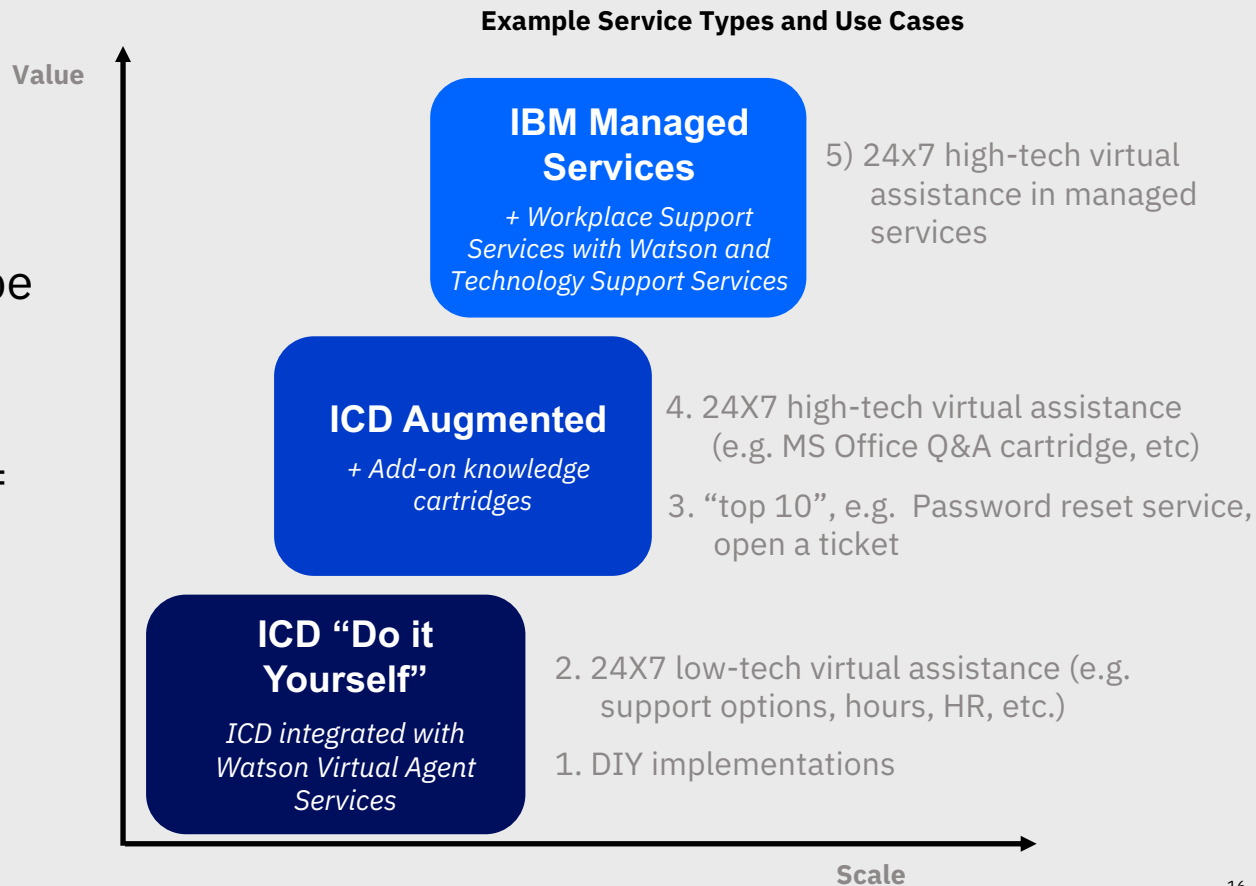 Example Service Types and Use Cases
Value
IBM Managed
Services
+ Workplace Support
Services with Watson and
Technology Support Services
5) 24x7 high-tech virtual
assistance in managed
services
ICD Augmented
+ Add-on knowledge
cartridges
4. 24X7 high-tech virtual assistance
(e.g. MS Office Q&A cartridge, etc)
3. “top 10”, e.g. Password reset service,
open a ticket
ICD “Do it
Yourself”
ICD integrated with
Watson Virtual Agent
Services
2. 24X7 low-tech virtual assistance (e.g.
support options, hours, HR, etc.)
1. DIY implementations
Scale